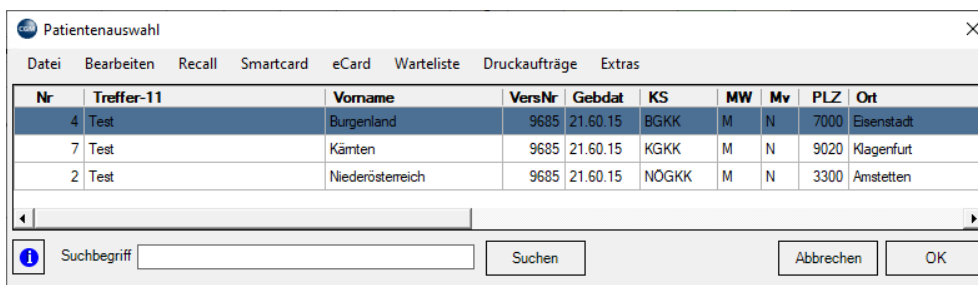 CGM Patientenauswahl
Datei Bearbeiten Recall Smartcard eCard Warteliste Druckaufträge Extras
Nr Treffer-11 Vorname VersNr Gebdat KS MW Mv PLZ Ort
4 Test Burgenland 9685 21.60.15 BGKK M N 7000 Eisenstadt
7 Test Kärnten 9685 21.60.15 KGKK M N 9020 Klagenfurt
2 Test Niederösterreich 9685 21.60.15 NÖGKK M N 3300 Amstetten
Suchbegriff Suchen Abbrechen OK